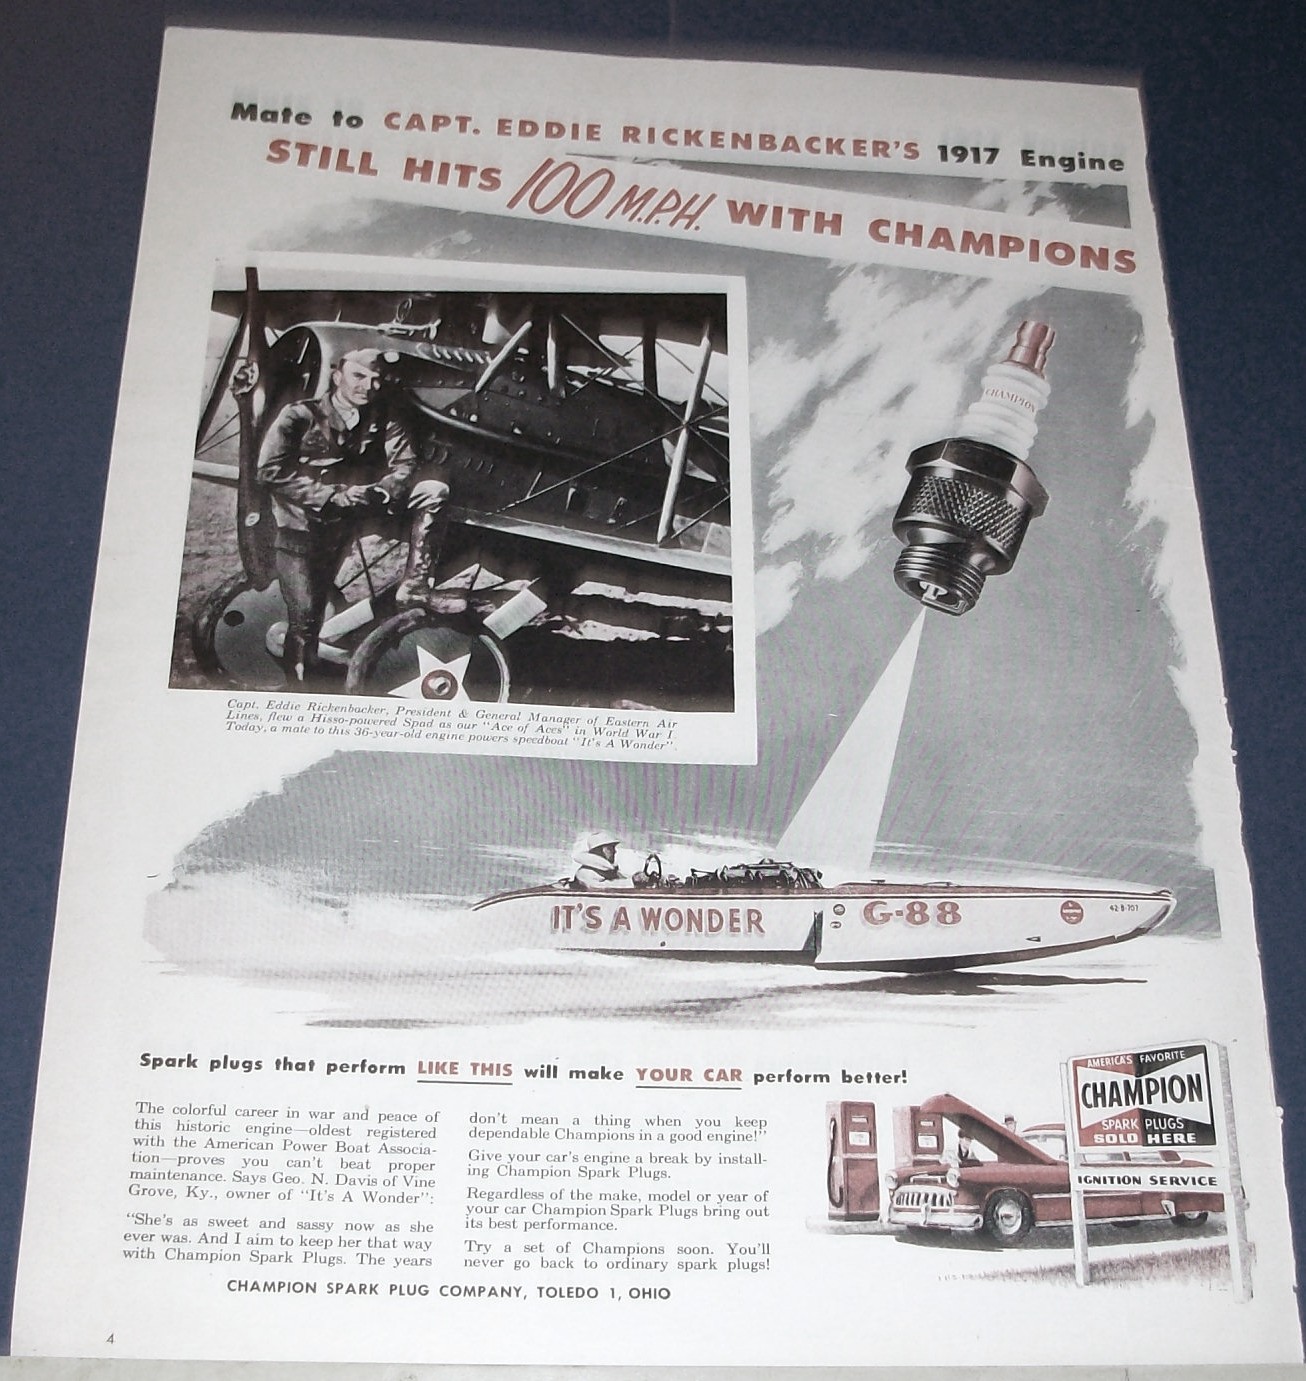 Mate to CAPT. EDDIE RICKENBACKER'S 1917 Engine
STILL HITS 100 M.P.H. WITH CHAMPIONS
CHAMPION
Capt. Eddie Rickenbacker, President & General Manager of Eastern Air
Lines, flew a Hisso-powered Spad as our "Ace of Aces" in World War I.
Today, a mate to this 36-year-old engine powers speedboat "It's A Wonder".
IT'S A WONDER
G-88
42-B-707
Spark plugs that perform LIKE THIS will make YOUR CAR perform better!
The colorful career in war and peace of
this historic engine—oldest registered
with the American Power Boat Associa-
tion—proves you can't beat proper
maintenance. Says Geo. N. Davis of Vine
Grove, Ky., owner of "It's A Wonder":
"She's as sweet and sassy now as she
ever was. And I aim to keep her that way
with Champion Spark Plugs. The years
don't mean a thing when you keep
dependable Champions in a good engine!"
Give your car's engine a break by install-
ing Champion Spark Plugs.
Regardless of the make, model or year of
your car Champion Spark Plugs bring out
its best performance.
Try a set of Champions soon. You'll
never go back to ordinary spark plugs!
AMERICA'S FAVORITE
CHAMPION
SPARK PLUGS
SOLD HERE
IGNITION SERVICE
CHAMPION SPARK PLUG COMPANY, TOLEDO 1, OHIO
4